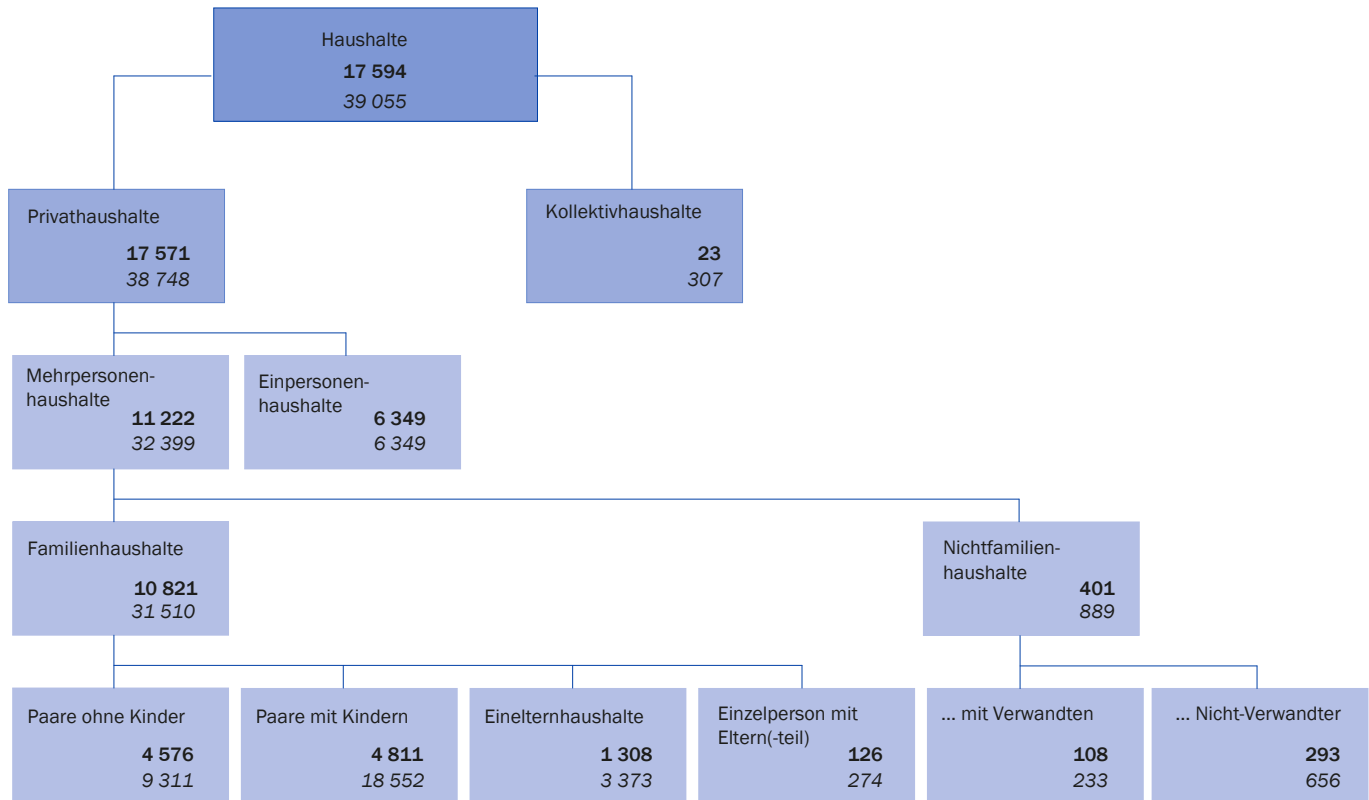 Haushalte
17 594
39 055
Privathaushalte
17 571
38 748
Kollektivhaushalte
23
307
Mehrpersonen-
haushalte
11 222
32 399
Einpersonen-
haushalte
6 349
6 349
Familienhaushalte
10 821
31 510
Nichtfamilien-
haushalte
401
889
Paare ohne Kinder
4 576
9 311
Paare mit Kindern
4 811
18 552
Einelternhaushalte
1 308
3 373
Einzelperson mit
Eltern(-teil)
126
274
... mit Verwandten
108
233
... Nicht-Verwandter
293
656